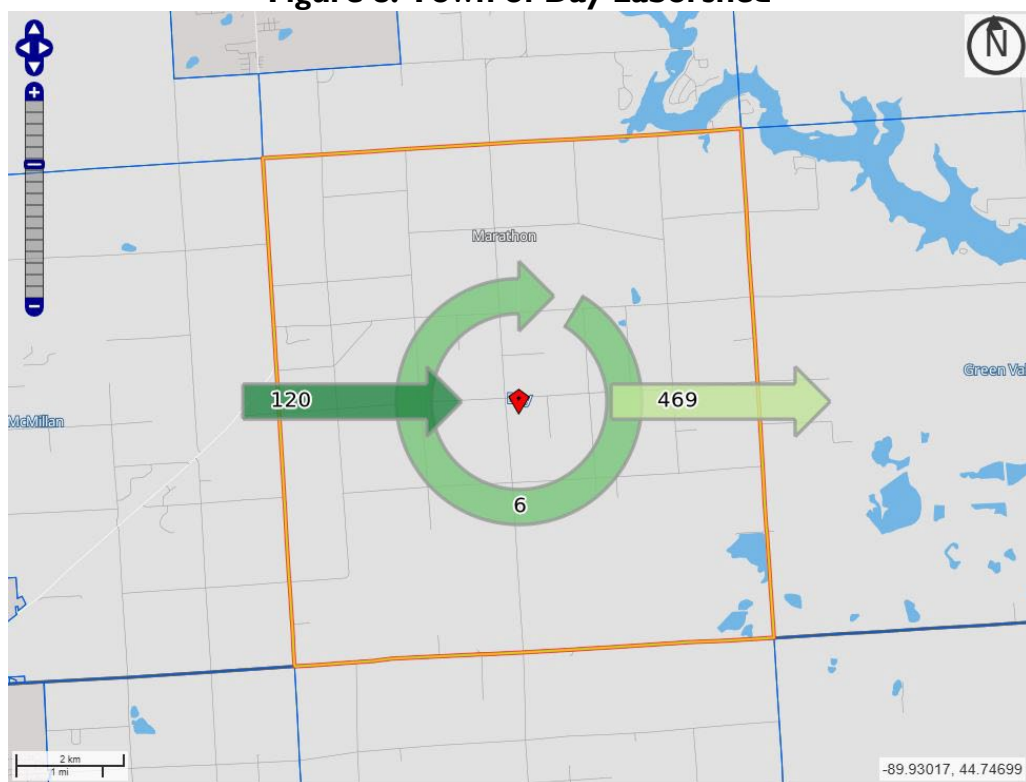 Figure 8. Town of Day Laborshed
N
Marathon
Green Val
120
469
McMillan
6
2 km
1 mi
-89.93017, 44.74699